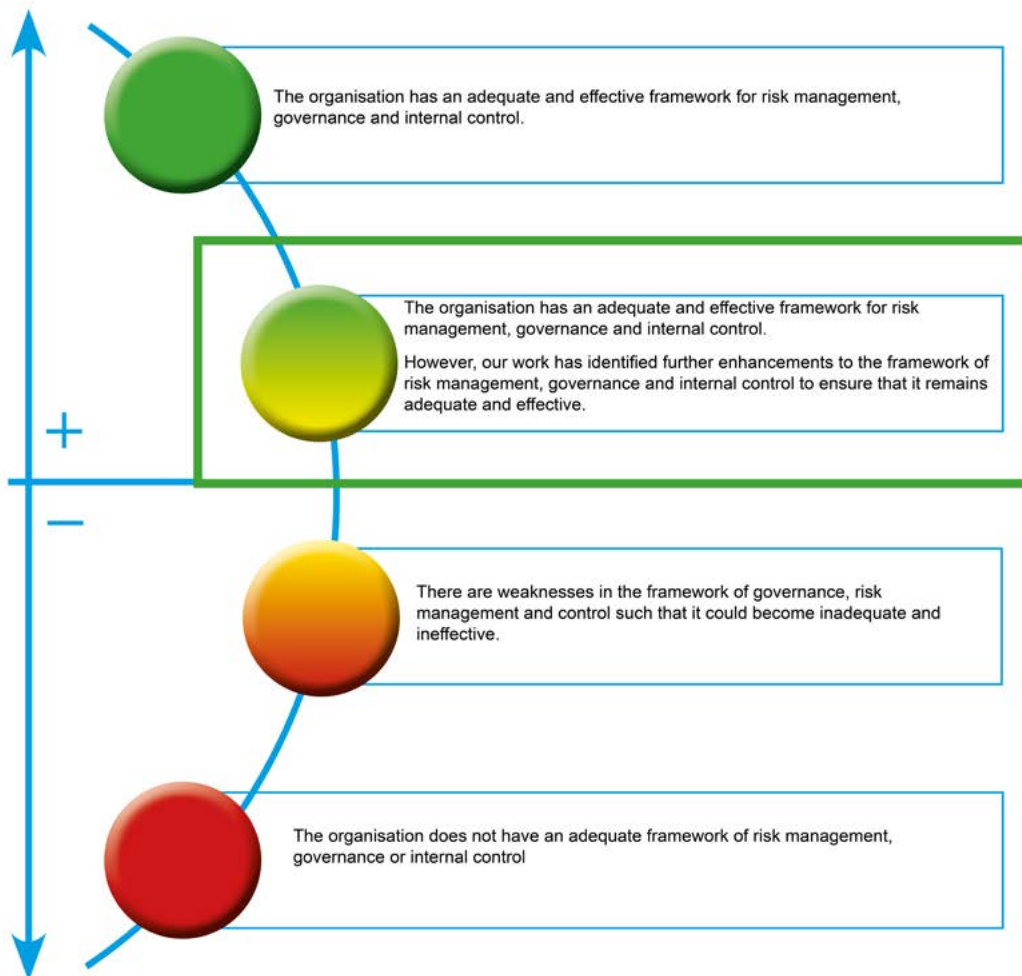 The organisation has an adequate and effective framework for risk management,
governance and internal control.
The organisation has an adequate and effective framework for risk
management, governance and internal control.
However, our work has identified further enhancements to the framework of
risk management, governance and internal control to ensure that it remains
adequate and effective.
+
−
There are weaknesses in the framework of governance, risk
management and control such that it could become inadequate and
ineffective.
The organisation does not have an adequate framework of risk management,
governance or internal control